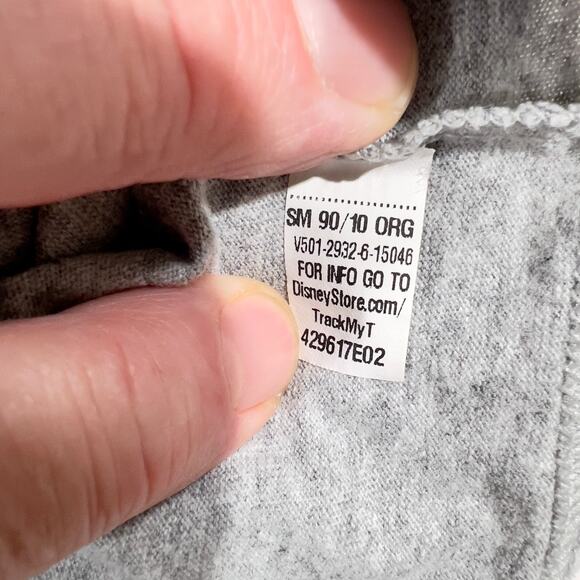 SM 90/10 ORG
V501-2932-6-15046
FOR INFO GO TO
DisneyStore.com/
TrackMyT
429617E02